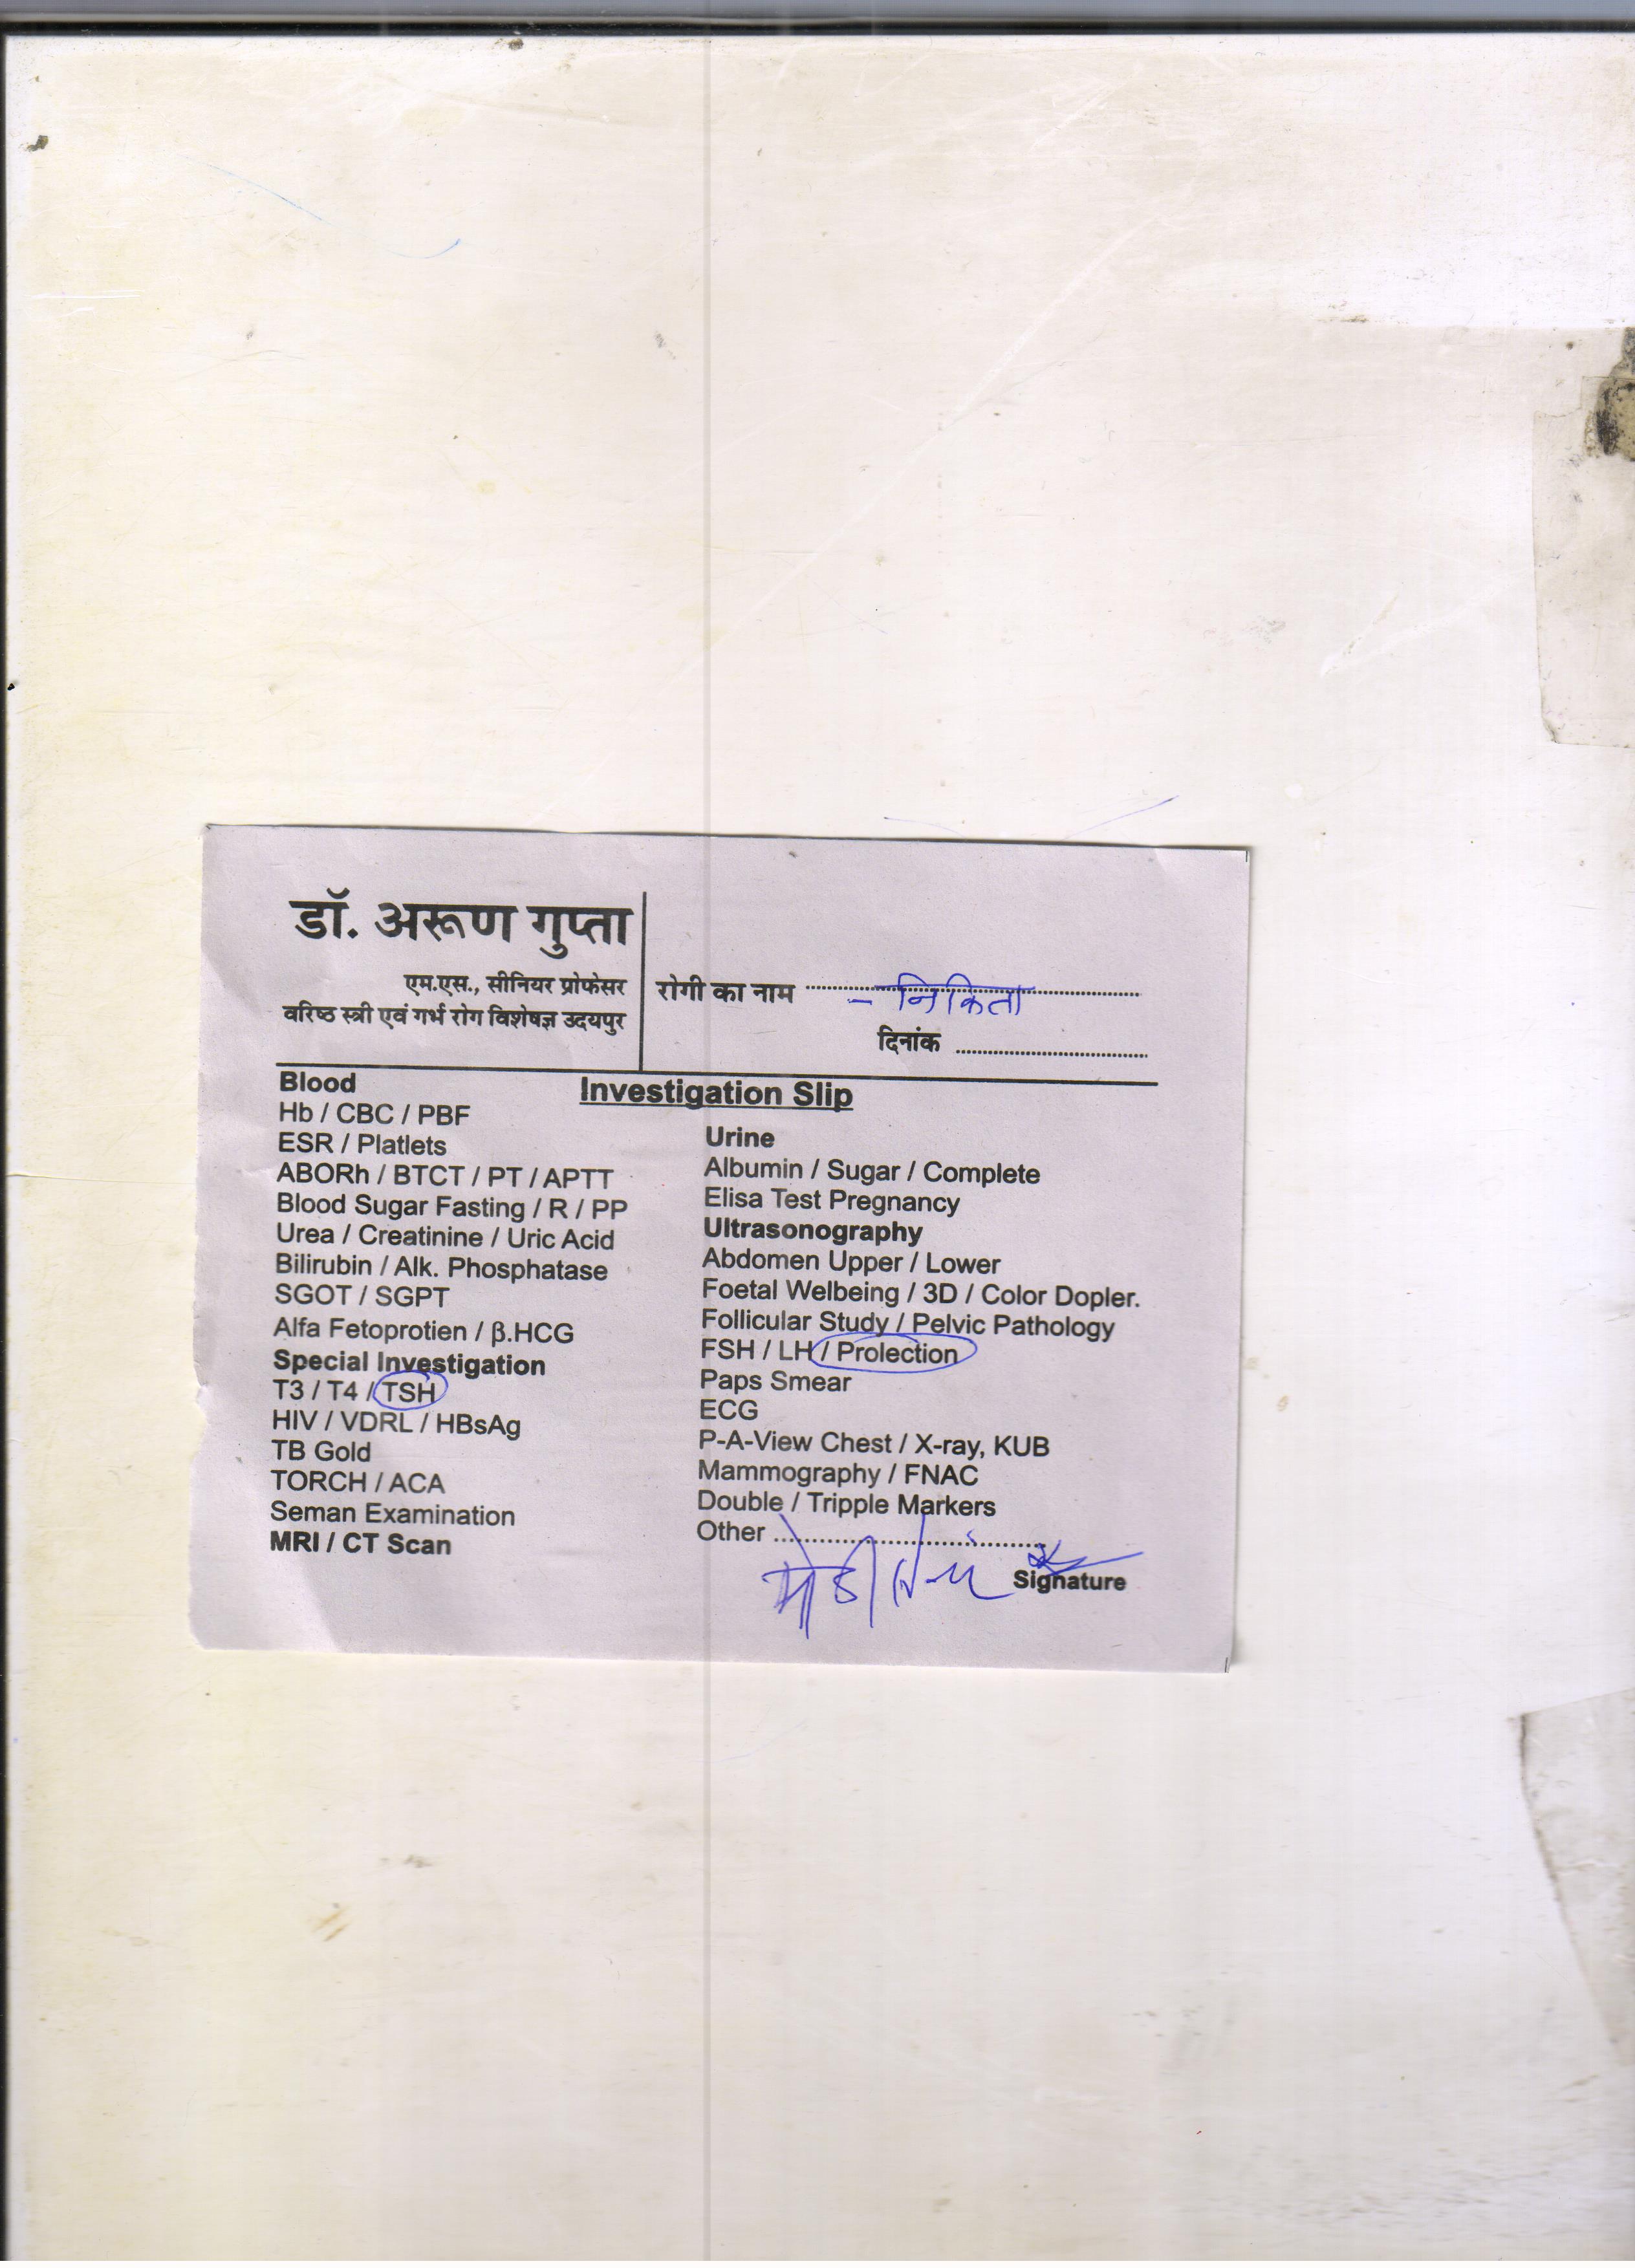 डॉ. अरूण गुप्ता
एम.एस., सीनियर प्रोफेसर
वरिष्ठ स्त्री एवं गर्भ रोग विशेषज्ञ उदयपुर
रोगी का नाम - निकिता
दिनांक
Investigation Slip
Blood
Hb / CBC / PBF
ESR / Platlets
ABORh / BTCT / PT / APTT
Blood Sugar Fasting / R / PP
Urea / Creatinine / Uric Acid
Bilirubin / Alk. Phosphatase
SGOT / SGPT
Alfa Fetoprotien / β.HCG
Special Investigation
T3 / T4 / TSH
HIV / VDRL / HBsAg
TB Gold
TORCH / ACA
Seman Examination
MRI / CT Scan
Urine
Albumin / Sugar / Complete
Elisa Test Pregnancy
Ultrasonography
Abdomen Upper / Lower
Foetal Welbeing / 3D / Color Dopler.
Follicular Study / Pelvic Pathology
FSH / LH / Prolection
Paps Smear
ECG
P-A-View Chest / X-ray, KUB
Mammography / FNAC
Double / Tripple Markers
Other
Signature